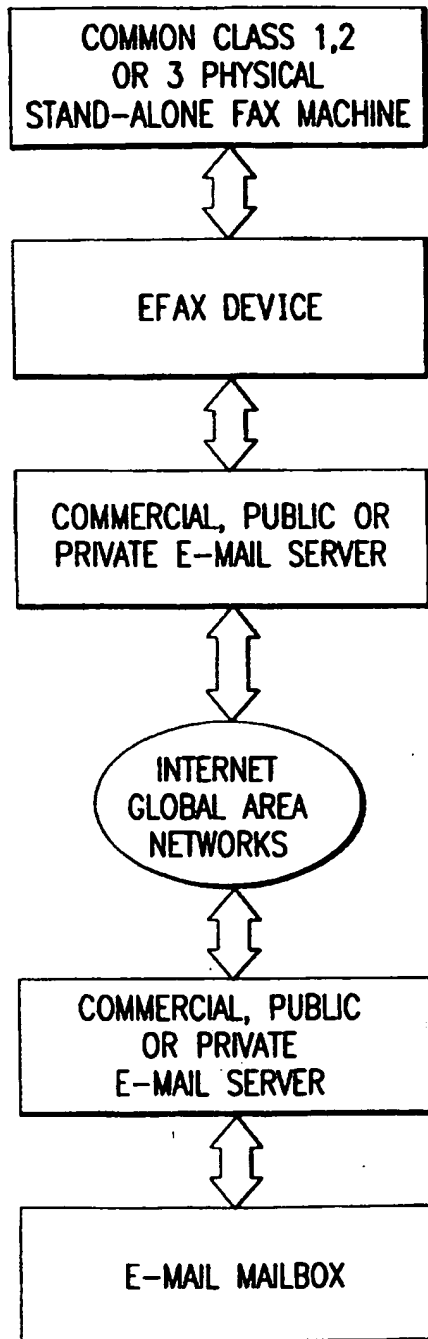 COMMON CLASS 1,2
OR 3 PHYSICAL
STAND-ALONE FAX MACHINE
EFAX DEVICE
COMMERCIAL, PUBLIC OR
PRIVATE E-MAIL SERVER
INTERNET
GLOBAL AREA
NETWORKS
COMMERCIAL, PUBLIC
OR PRIVATE
E-MAIL SERVER
E-MAIL MAILBOX